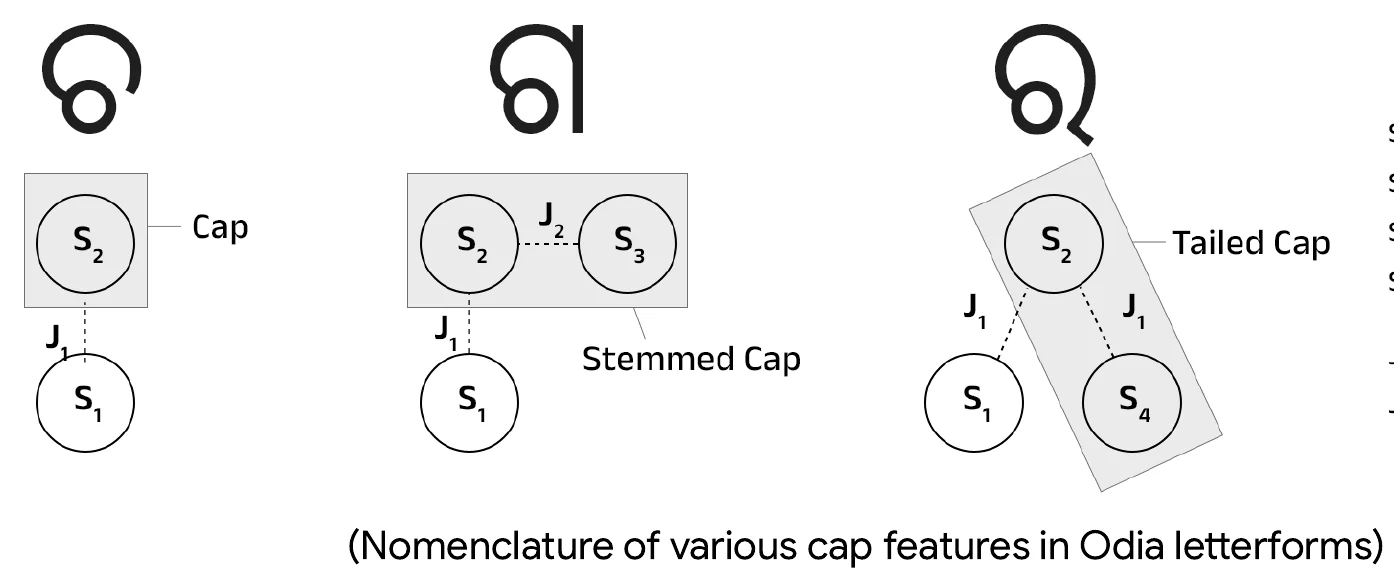 ତ ଗ ର
S2 Cap
J1
S1
S2 J2 S3
J1
Stemmed Cap
S1
S2 Tailed Cap
J1 J1
S1 S4
(Nomenclature of various cap features in Odia letterforms)